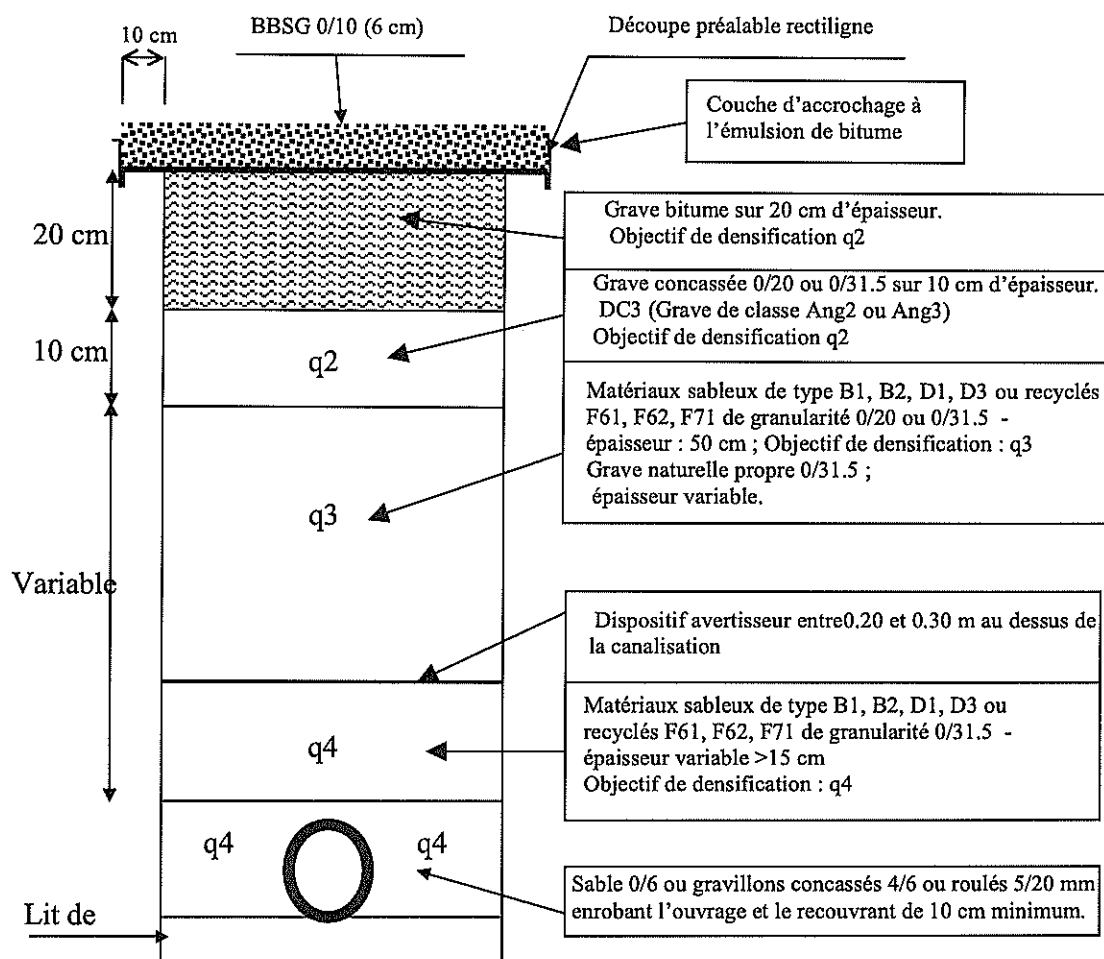 10 cm
BBSG 0/10 (6 cm)
Découpe préalable rectiligne
Couche d'accrochage à
l'émulsion de bitume
20 cm
Grave bitume sur 20 cm d'épaisseur.
Objectif de densification q2
10 cm
q2
Grave concassée 0/20 ou 0/31.5 sur 10 cm d'épaisseur.
DC3 (Grave de classe Ang2 ou Ang3)
Objectif de densification q2
Variable
q3
Matériaux sableux de type B1, B2, D1, D3 ou recyclés
F61, F62, F71 de granularité 0/20 ou 0/31.5 -
épaisseur : 50 cm ; Objectif de densification : q3
Grave naturelle propre 0/31.5 ;
épaisseur variable.
Dispositif avertisseur entre0.20 et 0.30 m au dessus de
la canalisation
q4
Matériaux sableux de type B1, B2, D1, D3 ou
recyclés F61, F62, F71 de granularité 0/31.5 -
épaisseur variable >15 cm
Objectif de densification : q4
q4
q4
Sable 0/6 ou gravillons concassés 4/6 ou roulés 5/20 mm
enrobant l'ouvrage et le recouvrant de 10 cm minimum.
Lit de